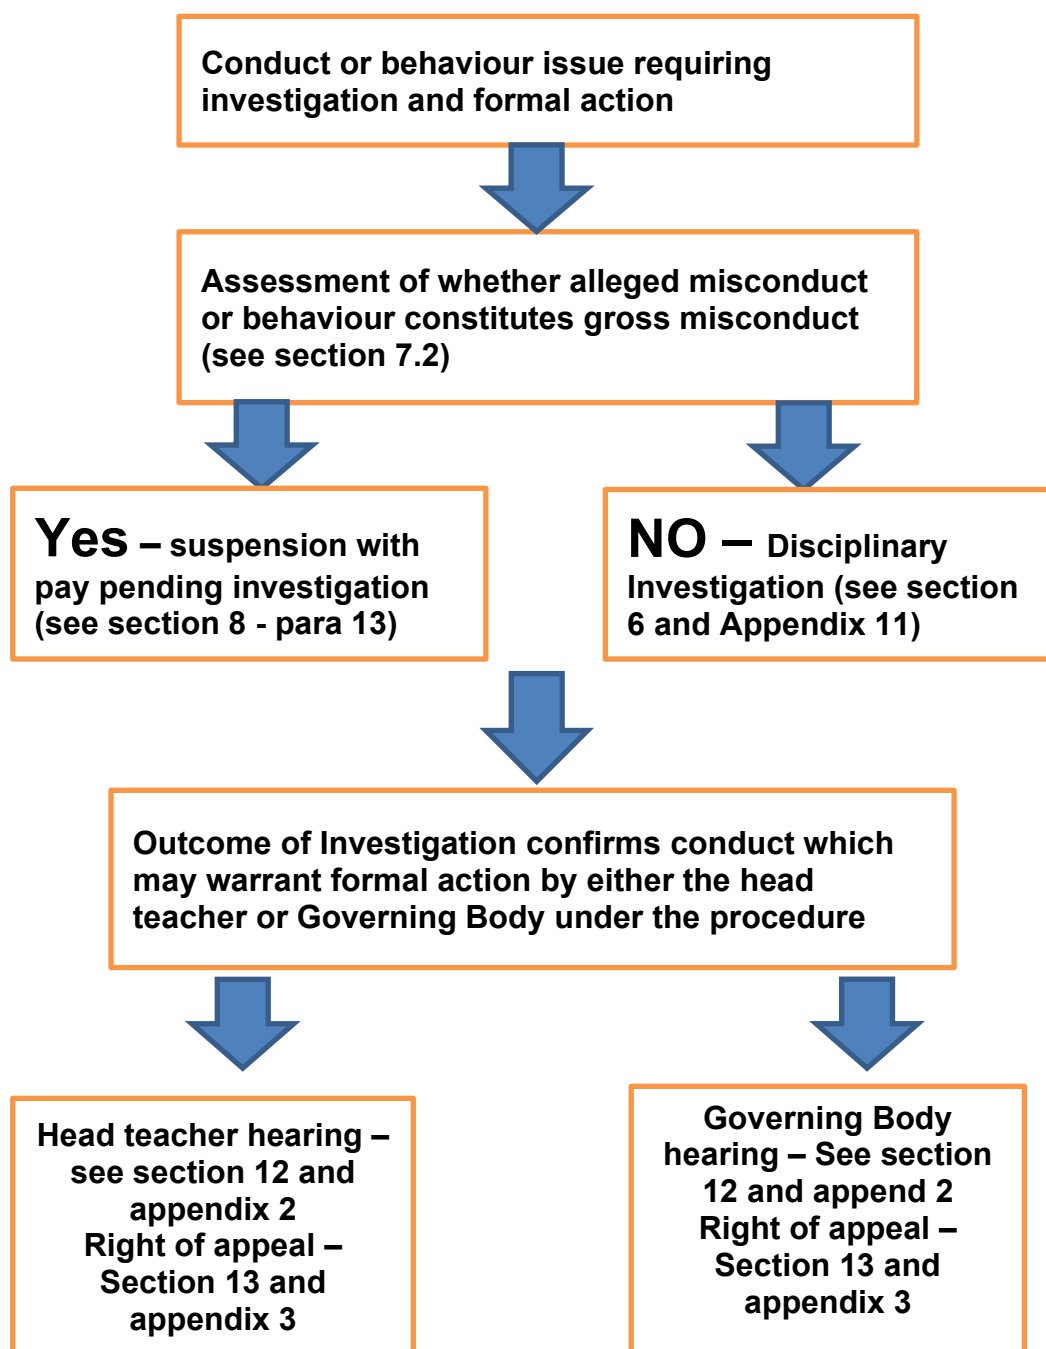 Conduct or behaviour issue requiring
investigation and formal action
Assessment of whether alleged misconduct
or behaviour constitutes gross misconduct
(see section 7.2)
Yes – suspension with
pay pending investigation
(see section 8 - para 13)
NO – Disciplinary
Investigation (see section
6 and Appendix 11)
Outcome of Investigation confirms conduct which
may warrant formal action by either the head
teacher or Governing Body under the procedure
Head teacher hearing –
see section 12 and
appendix 2
Right of appeal –
Section 13 and
appendix 3
Governing Body
hearing – See section
12 and append 2
Right of appeal –
Section 13 and
appendix 3